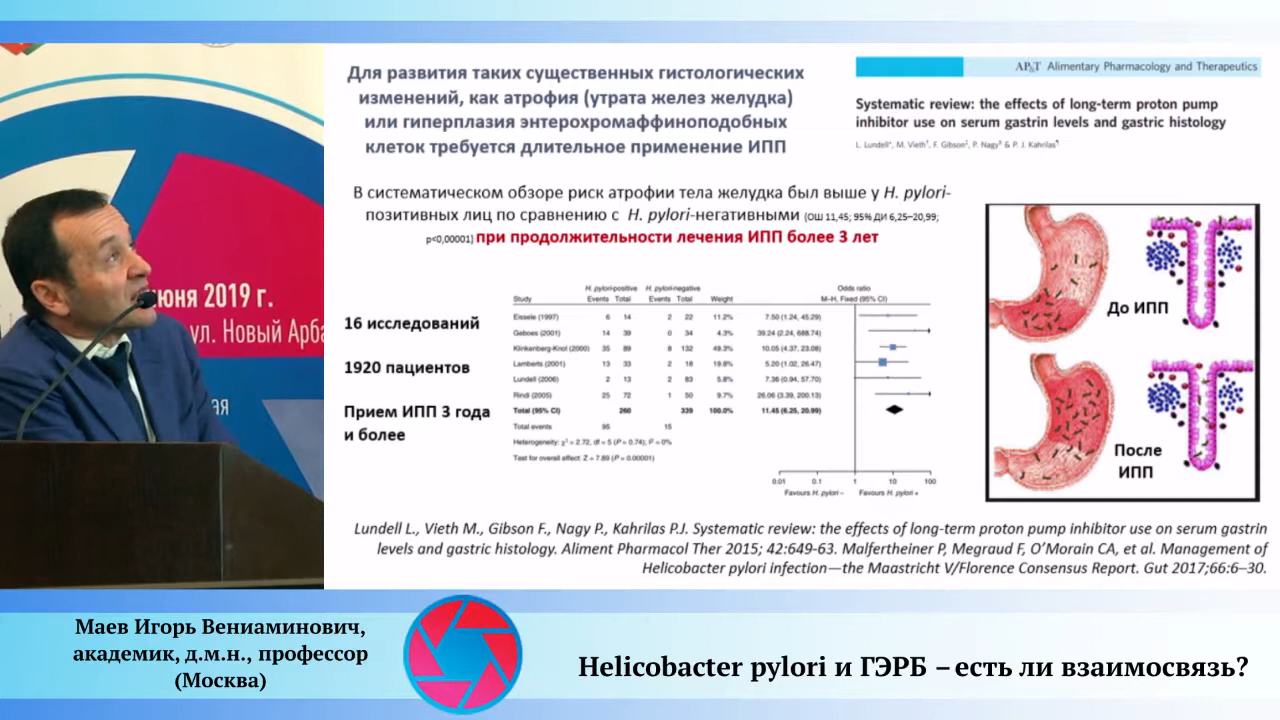 июня 2019 г.
ул. Новый Арба
ая
Для развития таких существенных гистологических
изменений, как атрофия (утрата желез желудка)
или гиперплазия энтерохромаффиноподобных
клеток требуется длительное применение ИПП
AP&T Alimentary Pharmacology and Therapeutics
Systematic review: the effects of long-term proton pump
inhibitor use on serum gastrin levels and gastric histology
L. Lundell*, M. Vieth†, F. Gibson‡, P. Nagy§ & P. J. Kahrilas¶
В систематическом обзоре риск атрофии тела желудка был выше у H. pylori-
позитивных лиц по сравнению с H. pylori-негативными (ОШ 11,45; 95% ДИ 6,25–20,99;
p<0,00001) при продолжительности лечения ИПП более 3 лет
16 исследований
1920 пациентов
Прием ИПП 3 года
и более
H. pylori-positive H. pylori-negative Odds ratio
Study Events Total Events Total Weight M–H, Fixed (95% CI)
Eissele (1997) 6 14 2 22 11.2% 7.50 (1.24, 45.29)
Geboes (2001) 14 39 0 34 4.3% 39.24 (2.24, 688.74)
Klinkenberg-Knol (2000) 35 89 8 132 49.3% 10.05 (4.37, 23.08)
Lamberts (2001) 13 33 2 18 19.8% 5.20 (1.02, 26.47)
Lundell (2006) 2 13 2 83 5.8% 7.36 (0.94, 57.70)
Rindi (2005) 25 72 1 50 9.7% 26.06 (3.39, 200.13)
Total (95% CI) 260 339 100.0% 11.45 (6.25, 20.99)
Total events 95 15
Heterogeneity: χ² = 2.72, df = 5 (P = 0.74); I² = 0%
Test for overall affect: Z = 7.89 (P = 0.00001)
0.01 0.1 1 10 100
Favours H. pylori – Favours H. pylori +
До ИПП
После
ИПП
Lundell L., Vieth M., Gibson F., Nagy P., Kahrilas P.J. Systematic review: the effects of long-term proton pump inhibitor use on serum gastrin
levels and gastric histology. Aliment Pharmacol Ther 2015; 42:649-63. Malfertheiner P, Megraud F, O’Morain CA, et al. Management of
Helicobacter pylori infection—the Maastricht V/Florence Consensus Report. Gut 2017;66:6–30.
Маев Игорь Вениаминович,
академик, д.м.н., профессор
(Москва)
Helicobacter pylori и ГЭРБ – есть ли взаимосвязь?